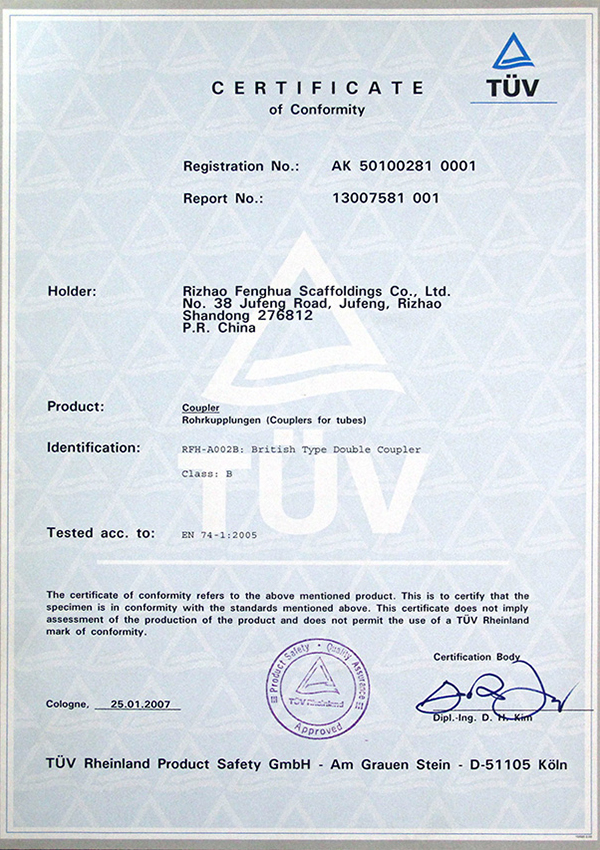 TÜV
CERTIFICATE
of Conformity
Registration No.: AK 50100281 0001
Report No.: 13007581 001
Holder: Rizhao Fenghua Scaffoldings Co., Ltd.
No. 38 Jufeng Road, Jufeng, Rizhao
Shandong 276812
P.R. China
Product: Coupler
Rohrkupplungen (Couplers for tubes)
Identification: RFH-A002B: British Type Double Coupler
Class: B
TÜV
Tested acc. to: EN 74-1:2005
The certificate of conformity refers to the above mentioned product. This is to certify that the
specimen is in conformity with the standards mentioned above. This certificate does not imply
assessment of the production of the product and does not permit the use of a TÜV Rheinland
mark of conformity.
Product Safety · Quality Assurance
TÜV Rheinland
Approved
Certification Body
Cologne, 25.01.2007
Dipl.-Ing. D. H. Kim
TÜV Rheinland Product Safety GmbH - Am Grauen Stein - D-51105 Köln